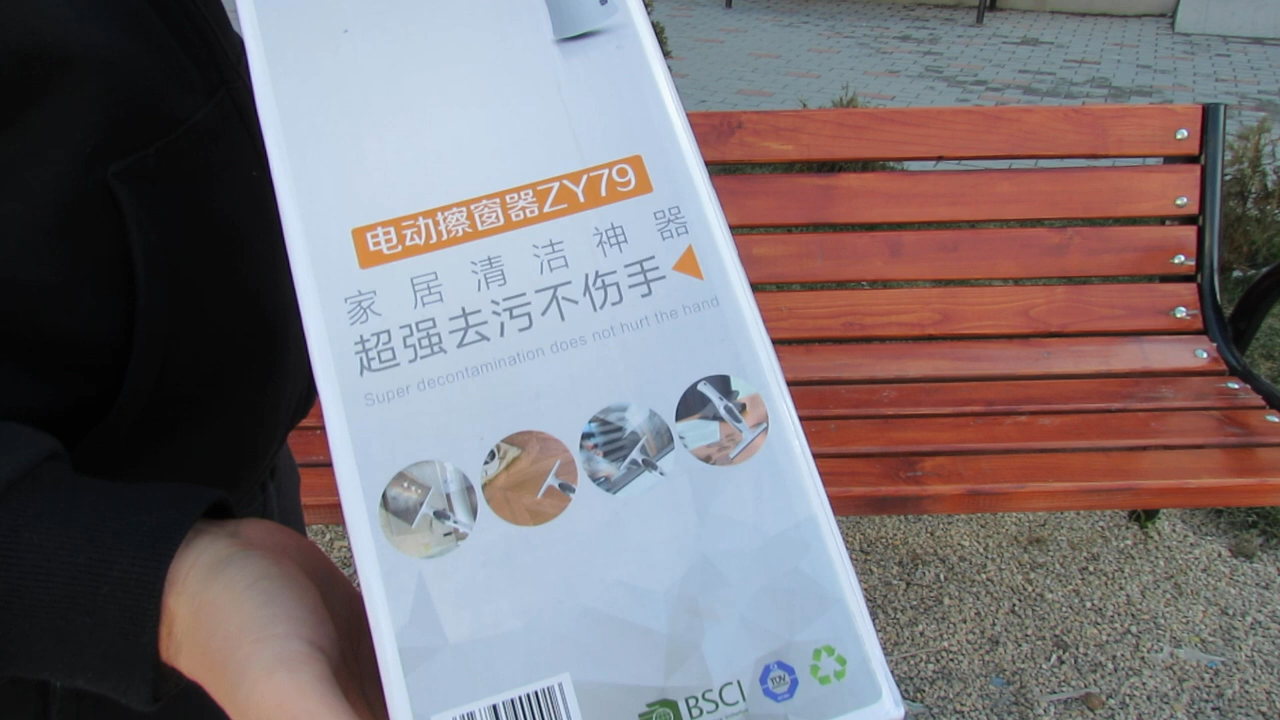 电动擦窗器ZY79
家居清洁神器
超强去污不伤手
Super decontamination does not hurt the hand
BSCI
TÜV